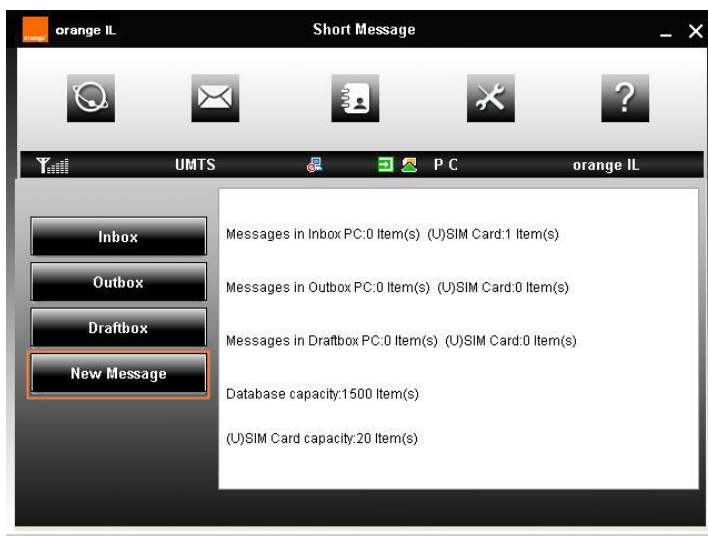 orange IL
Short Message
UMTS
P C
orange IL
Inbox
Outbox
Draftbox
New Message
Messages in Inbox PC:0 Item(s) (U)SIM Card:1 Item(s)
Messages in Outbox PC:0 Item(s) (U)SIM Card:0 Item(s)
Messages in Draftbox PC:0 Item(s) (U)SIM Card:0 Item(s)
Database capacity:1500 Item(s)
(U)SIM Card capacity:20 Item(s)